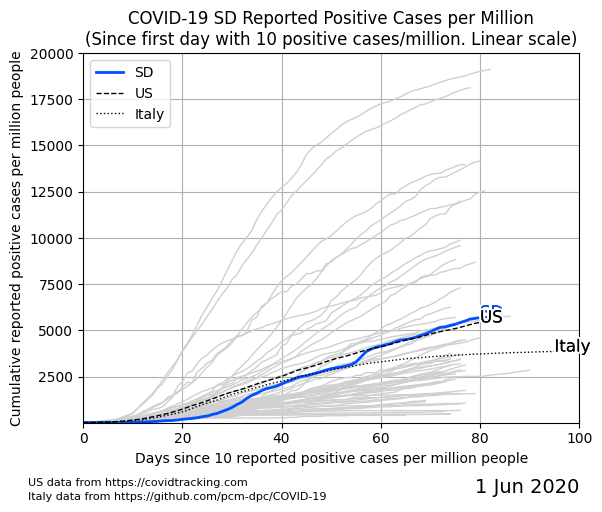 COVID-19 SD Reported Positive Cases per Million
(Since first day with 10 positive cases/million. Linear scale)
Cumulative reported positive cases per million people
20000
17500
15000
12500
10000
7500
5000
2500
SD
US
Italy
SD
US
Italy
0
20
40
60
80
100
Days since 10 reported positive cases per million people
US data from https://covidtracking.com
Italy data from https://github.com/pcm-dpc/COVID-19
1 Jun 2020